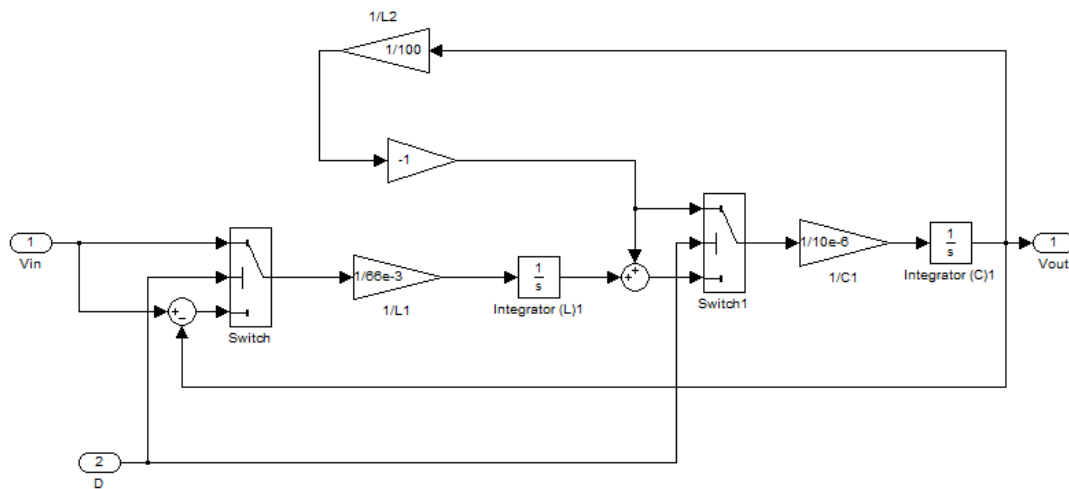 1/L2
1/100
-1
1
Vin
+
−
Switch
1/66e-3
1/L1
1
s
Integrator (L)1
+
+
Switch1
1/10e-6
1/C1
1
s
Integrator (C)1
1
Vout
2
D